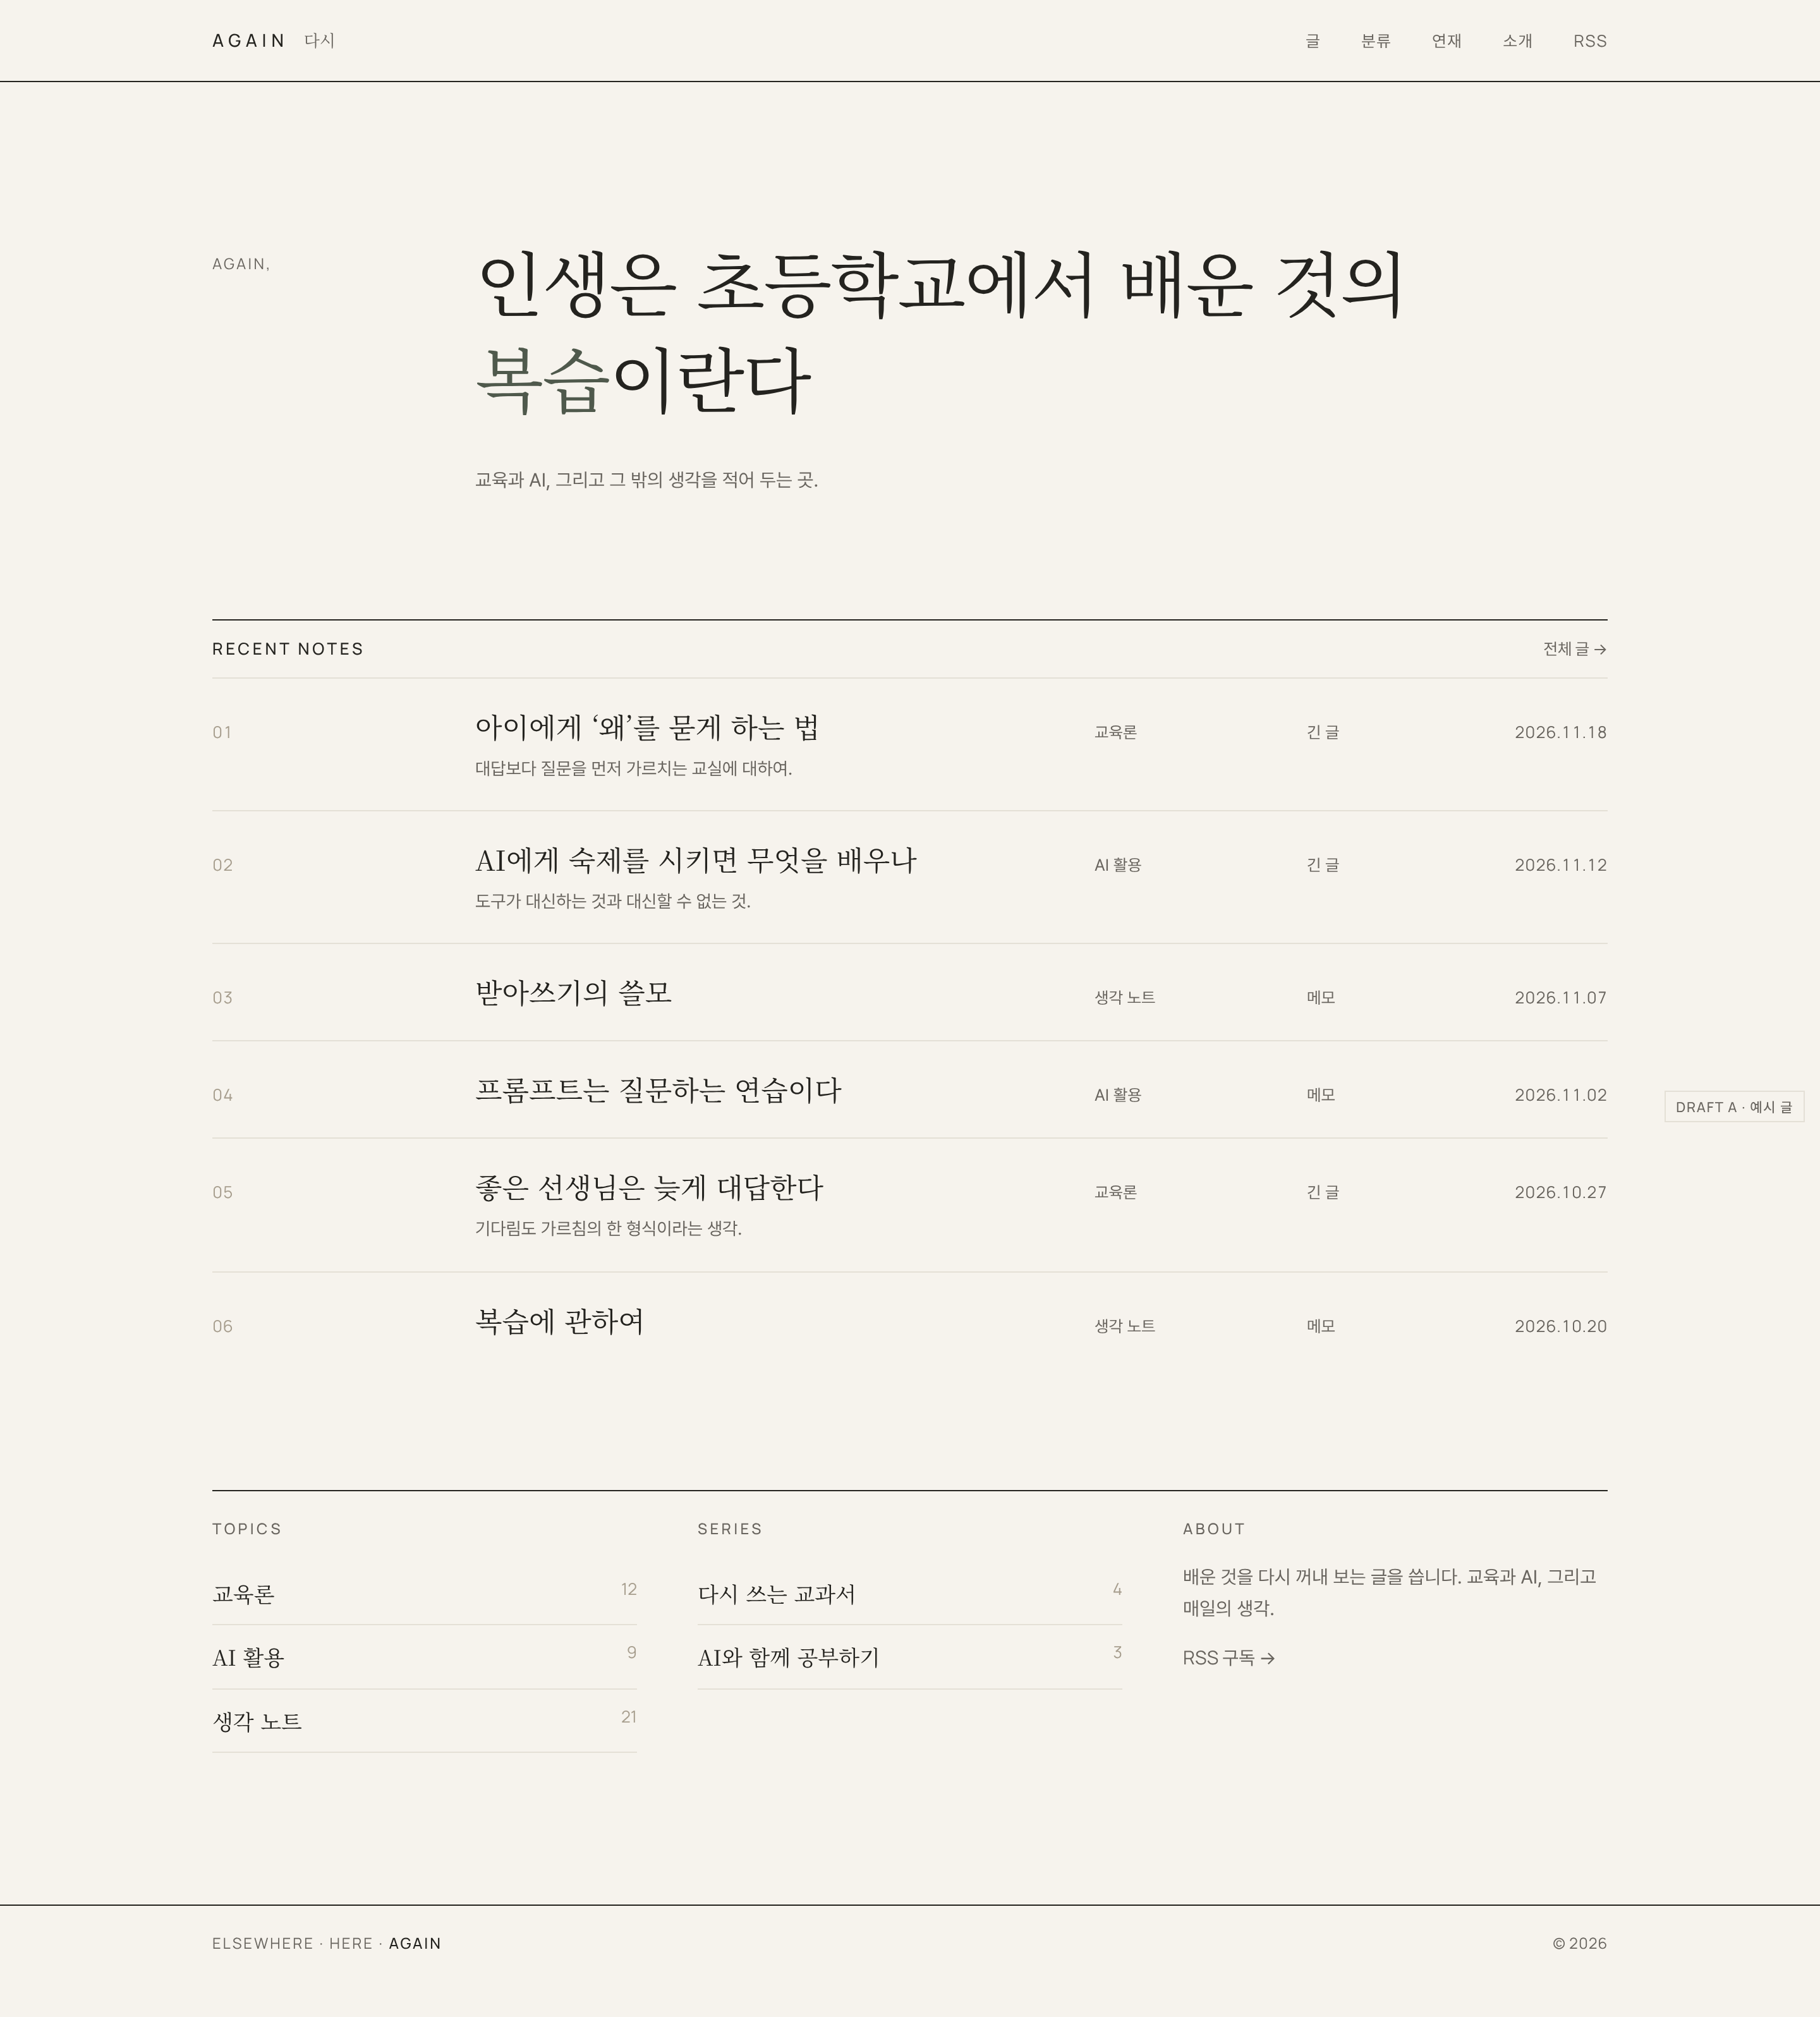 AGAIN 다시 글 분류 연재 소개 RSS
AGAIN,
인생은 초등학교에서 배운 것의
복습이란다
교육과 AI, 그리고 그 밖의 생각을 적어 두는 곳.
RECENT NOTES 전체 글 →
01 아이에게 ‘왜’를 묻게 하는 법 교육론 긴 글 2026.11.18
대답보다 질문을 먼저 가르치는 교실에 대하여.
02 AI에게 숙제를 시키면 무엇을 배우나 AI 활용 긴 글 2026.11.12
도구가 대신하는 것과 대신할 수 없는 것.
03 받아쓰기의 쓸모 생각 노트 메모 2026.11.07
04 프롬프트는 질문하는 연습이다 AI 활용 메모 2026.11.02
DRAFT A · 예시 글
05 좋은 선생님은 늦게 대답한다 교육론 긴 글 2026.10.27
기다림도 가르침의 한 형식이라는 생각.
06 복습에 관하여 생각 노트 메모 2026.10.20
TOPICS
교육론 12
AI 활용 9
생각 노트 21
SERIES
다시 쓰는 교과서 4
AI와 함께 공부하기 3
ABOUT
배운 것을 다시 꺼내 보는 글을 씁니다. 교육과 AI, 그리고
매일의 생각.
RSS 구독 →
ELSEWHERE · HERE · AGAIN © 2026